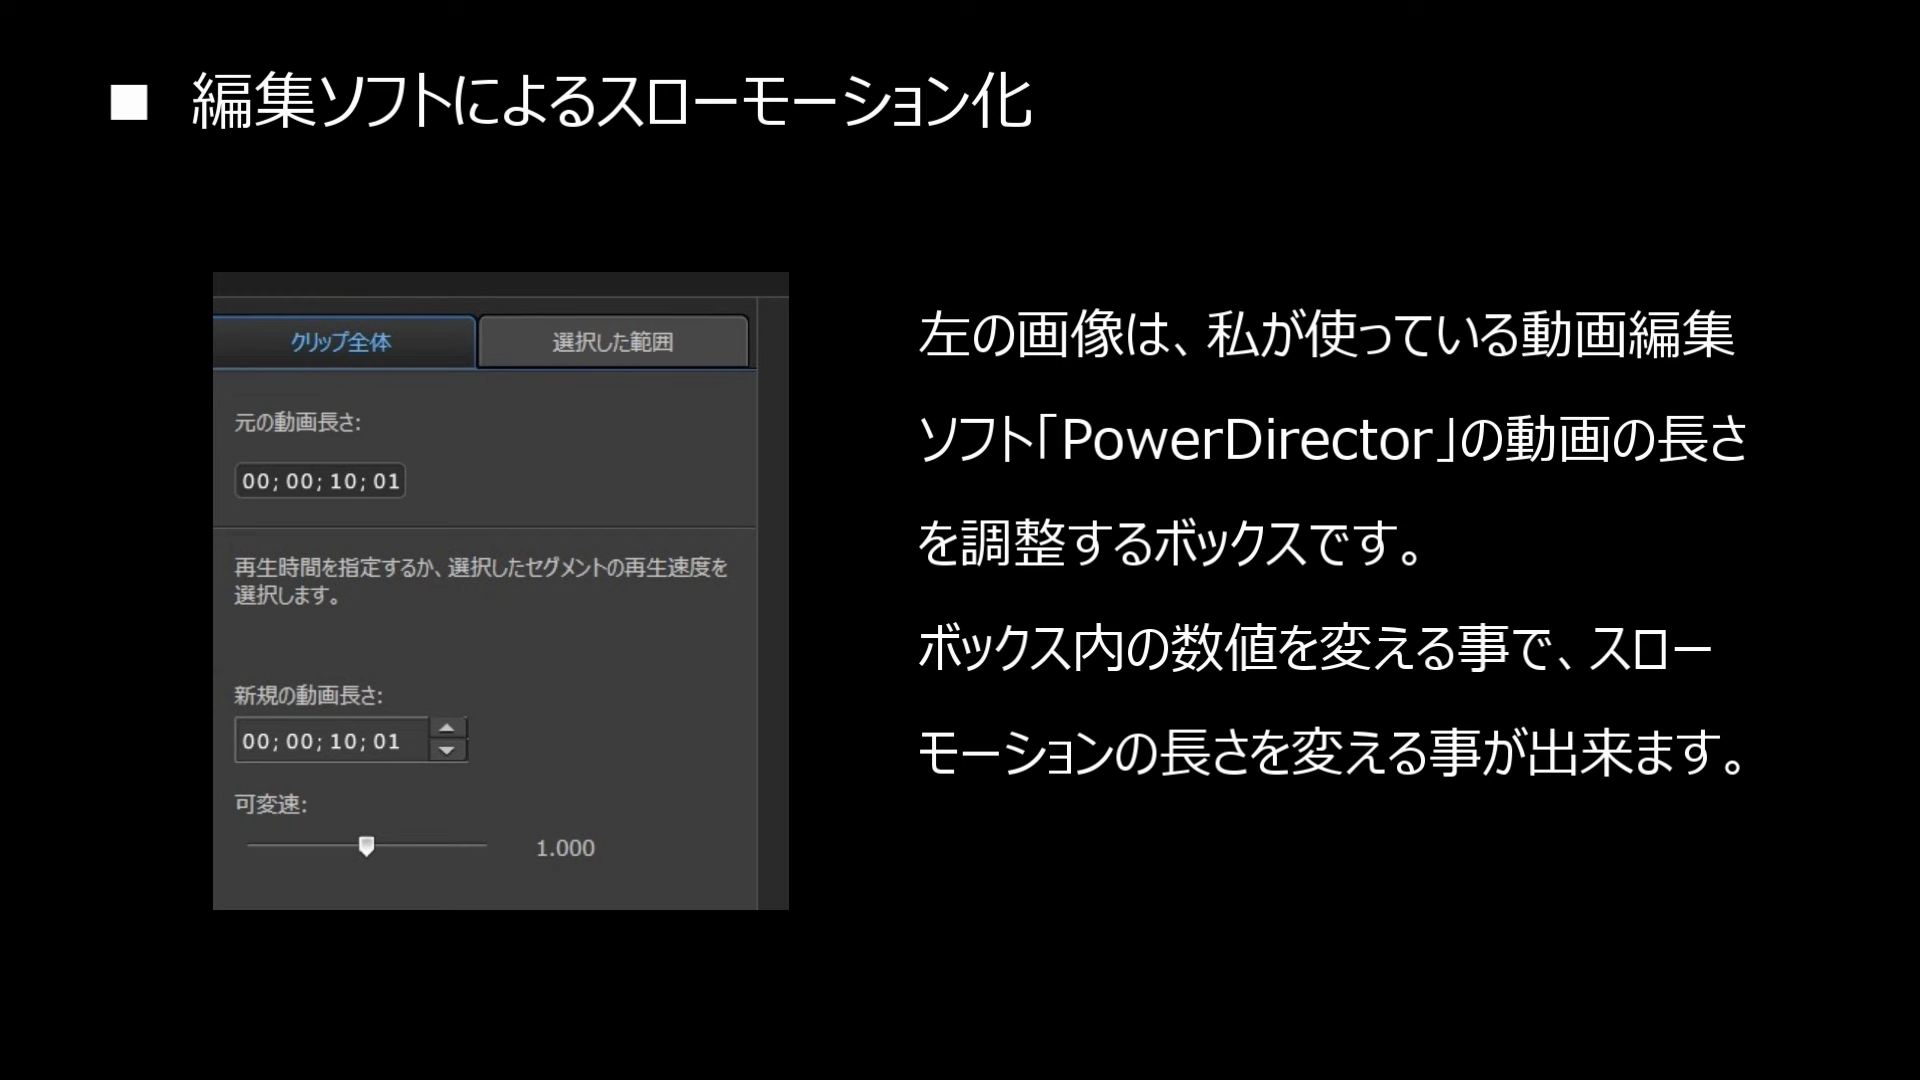 ■ 編集ソフトによるスローモーション化
クリップ全体
選択した範囲
元の動画長さ:
00; 00; 10; 01
再生時間を指定するか、選択したセグメントの再生速度を
選択します。
新規の動画長さ:
00; 00; 10; 01
可変速:
1.000
左の画像は、私が使っている動画編集
ソフト「PowerDirector」の動画の長さ
を調整するボックスです。
ボックス内の数値を変える事で、スロー
モーションの長さを変える事が出来ます。